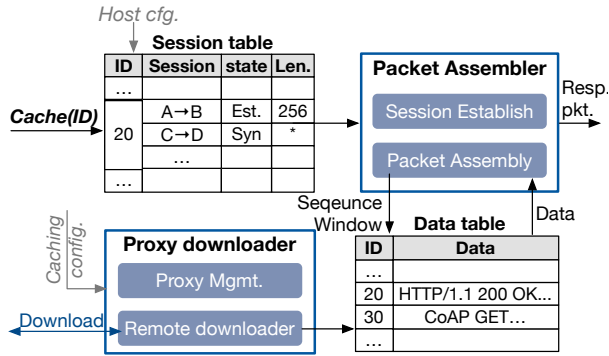 Host cfg.
Session table
ID Session state Len.
...
Cache(ID)
20
A→B Est. 256
C→D Syn *
...
...
Packet Assembler
Session Establish
Packet Assembly
Resp.
pkt.
Seqeunce
Window
Data
Data table
ID Data
...
20 HTTP/1.1 200 OK...
30 CoAP GET...
...
Caching
config.
Proxy downloader
Proxy Mgmt.
Download
Remote downloader